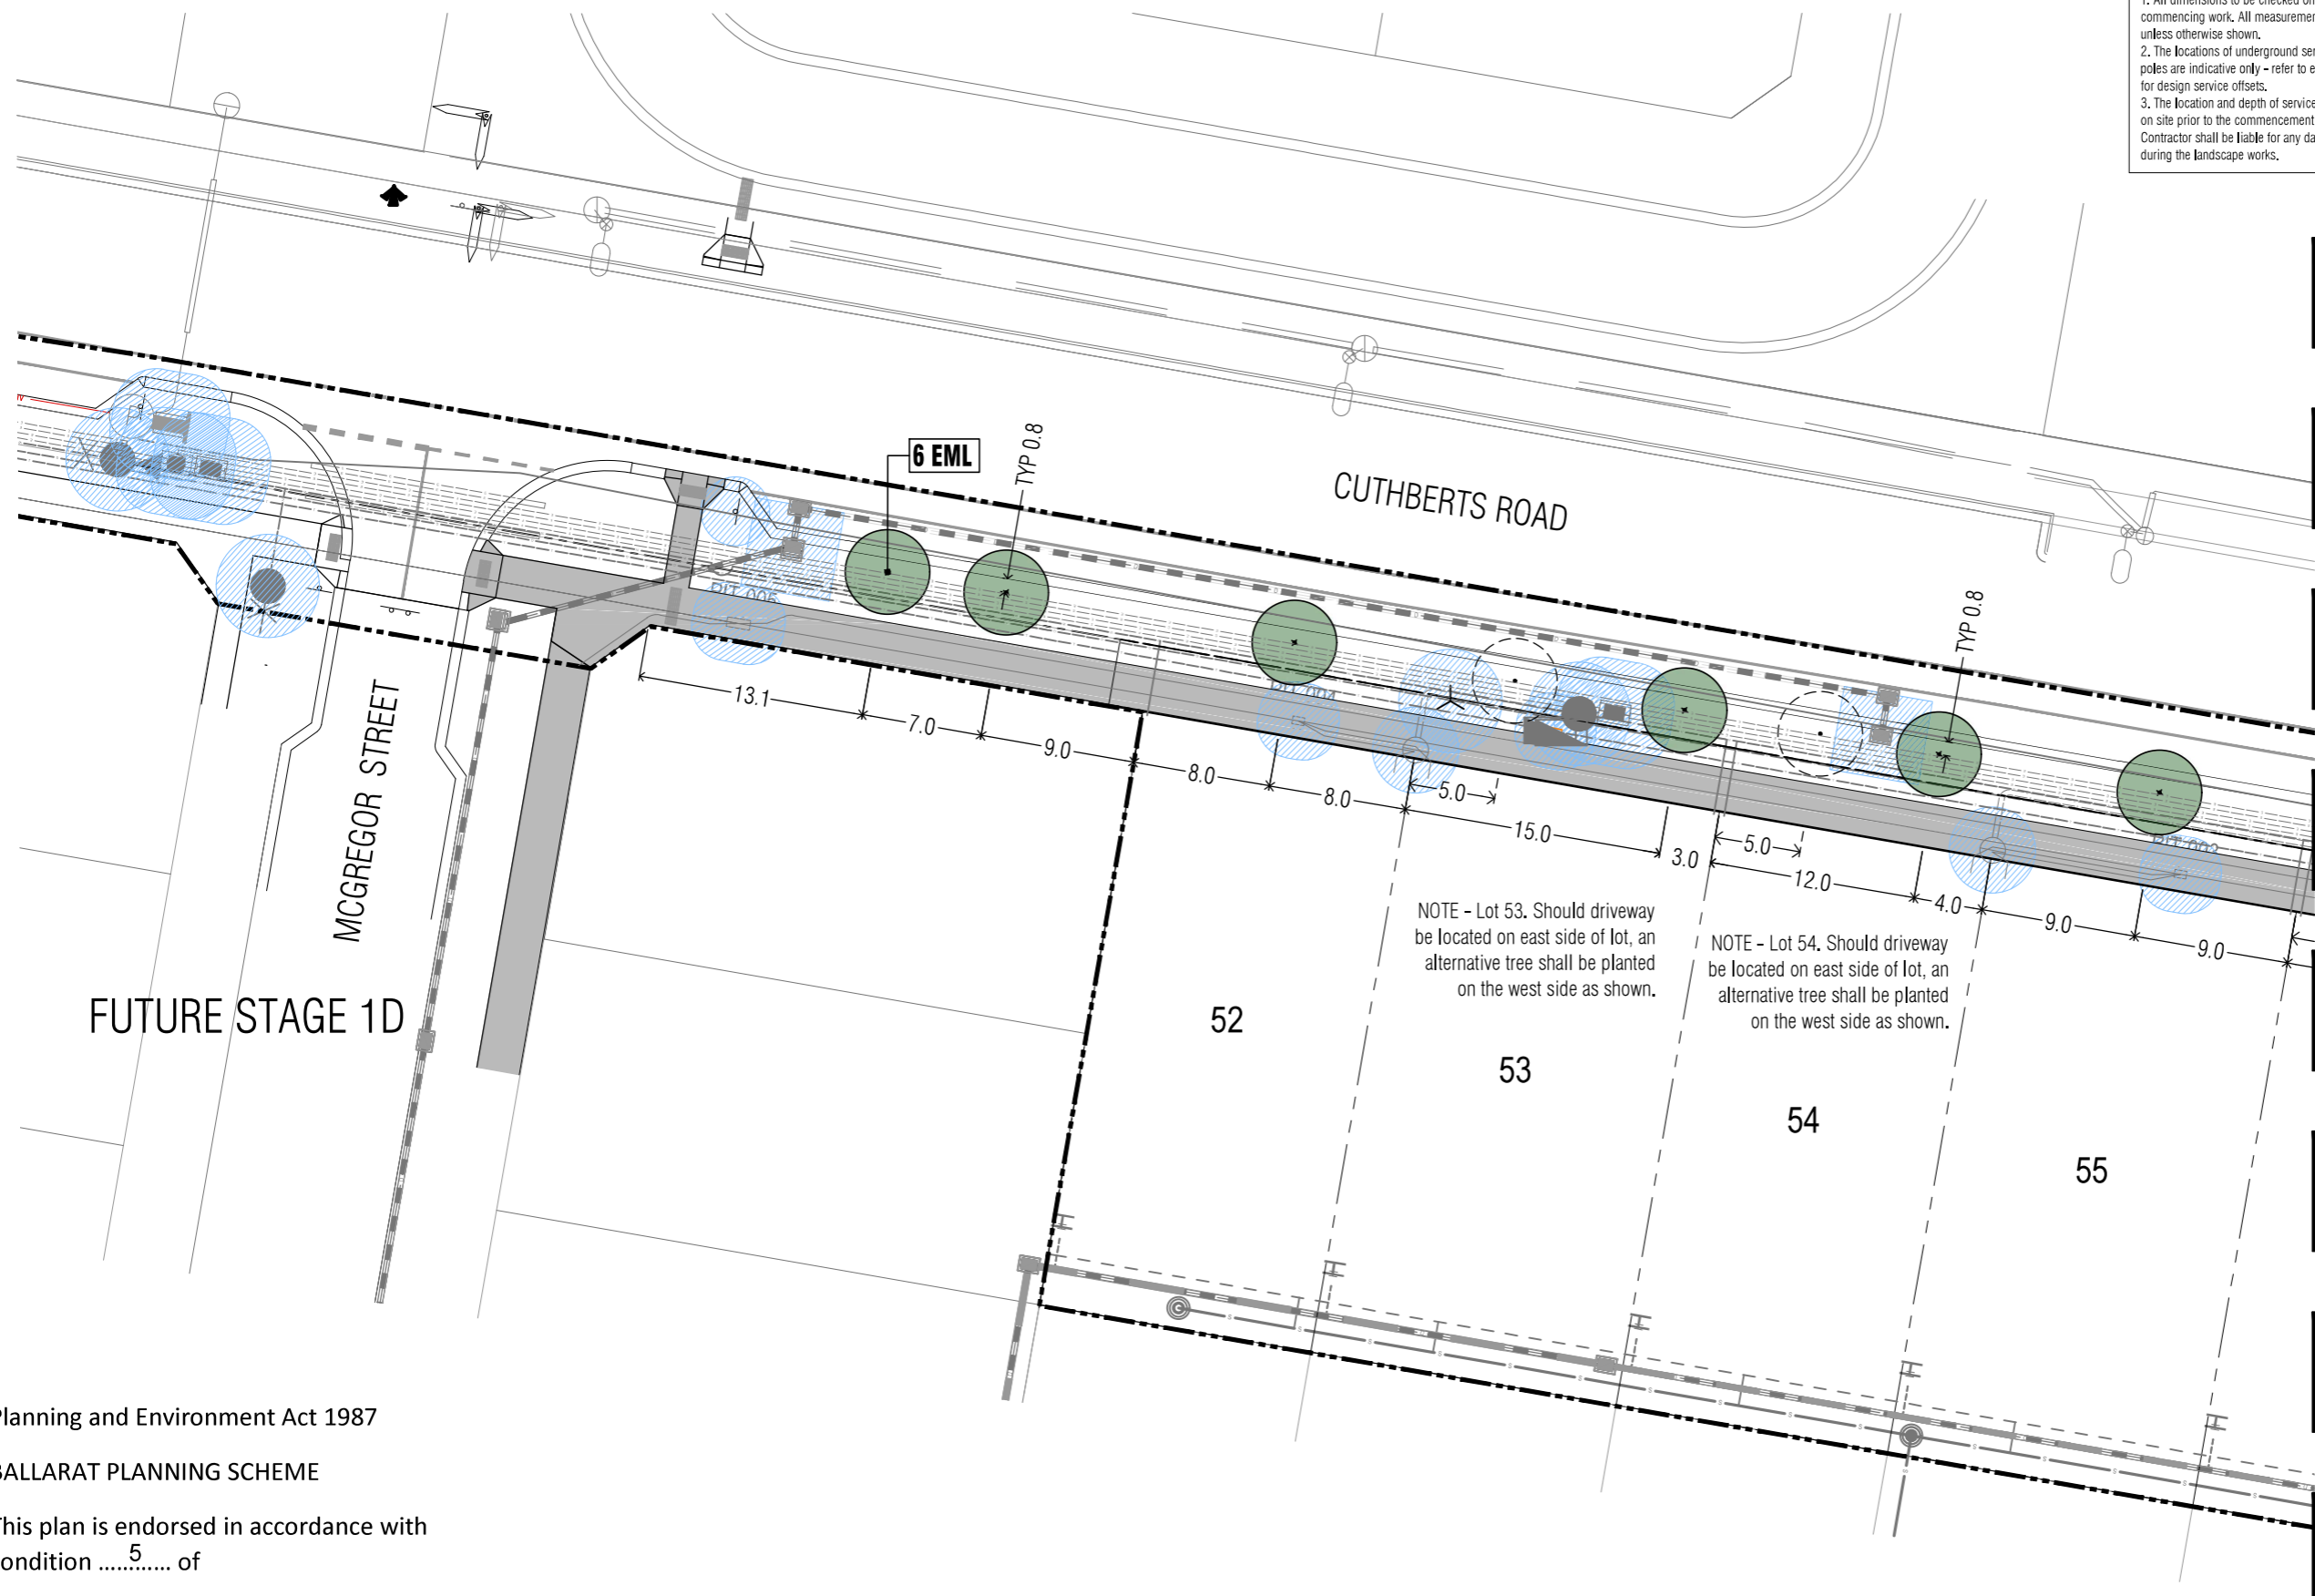 commencing work. All
unless otherwise shown.
2. The locations of underground
poles are indicative only - refer to
for design service offsets.
3. The location and depth of
on site prior to the commencement
Contractor shall be liable for any
during the landscape works.
6 EML
TYP 0.8
CUTHBERTS ROAD
TYP 0.8
13.1
7.0
9.0
8.0
8.0
5.0
15.0
3.0
5.0
12.0
4.0
9.0
9.0
MCGREGOR STREET
FUTURE STAGE 1D
NOTE - Lot 53. Should driveway
be located on east side of lot, an
alternative tree shall be planted
on the west side as shown.
NOTE - Lot 54. Should driveway
be located on east side of lot, an
alternative tree shall be planted
on the west side as shown.
52
53
54
55
Planning and Environment Act 1987
BALLARAT PLANNING SCHEME
This plan is endorsed in accordance with
condition ......5...... of